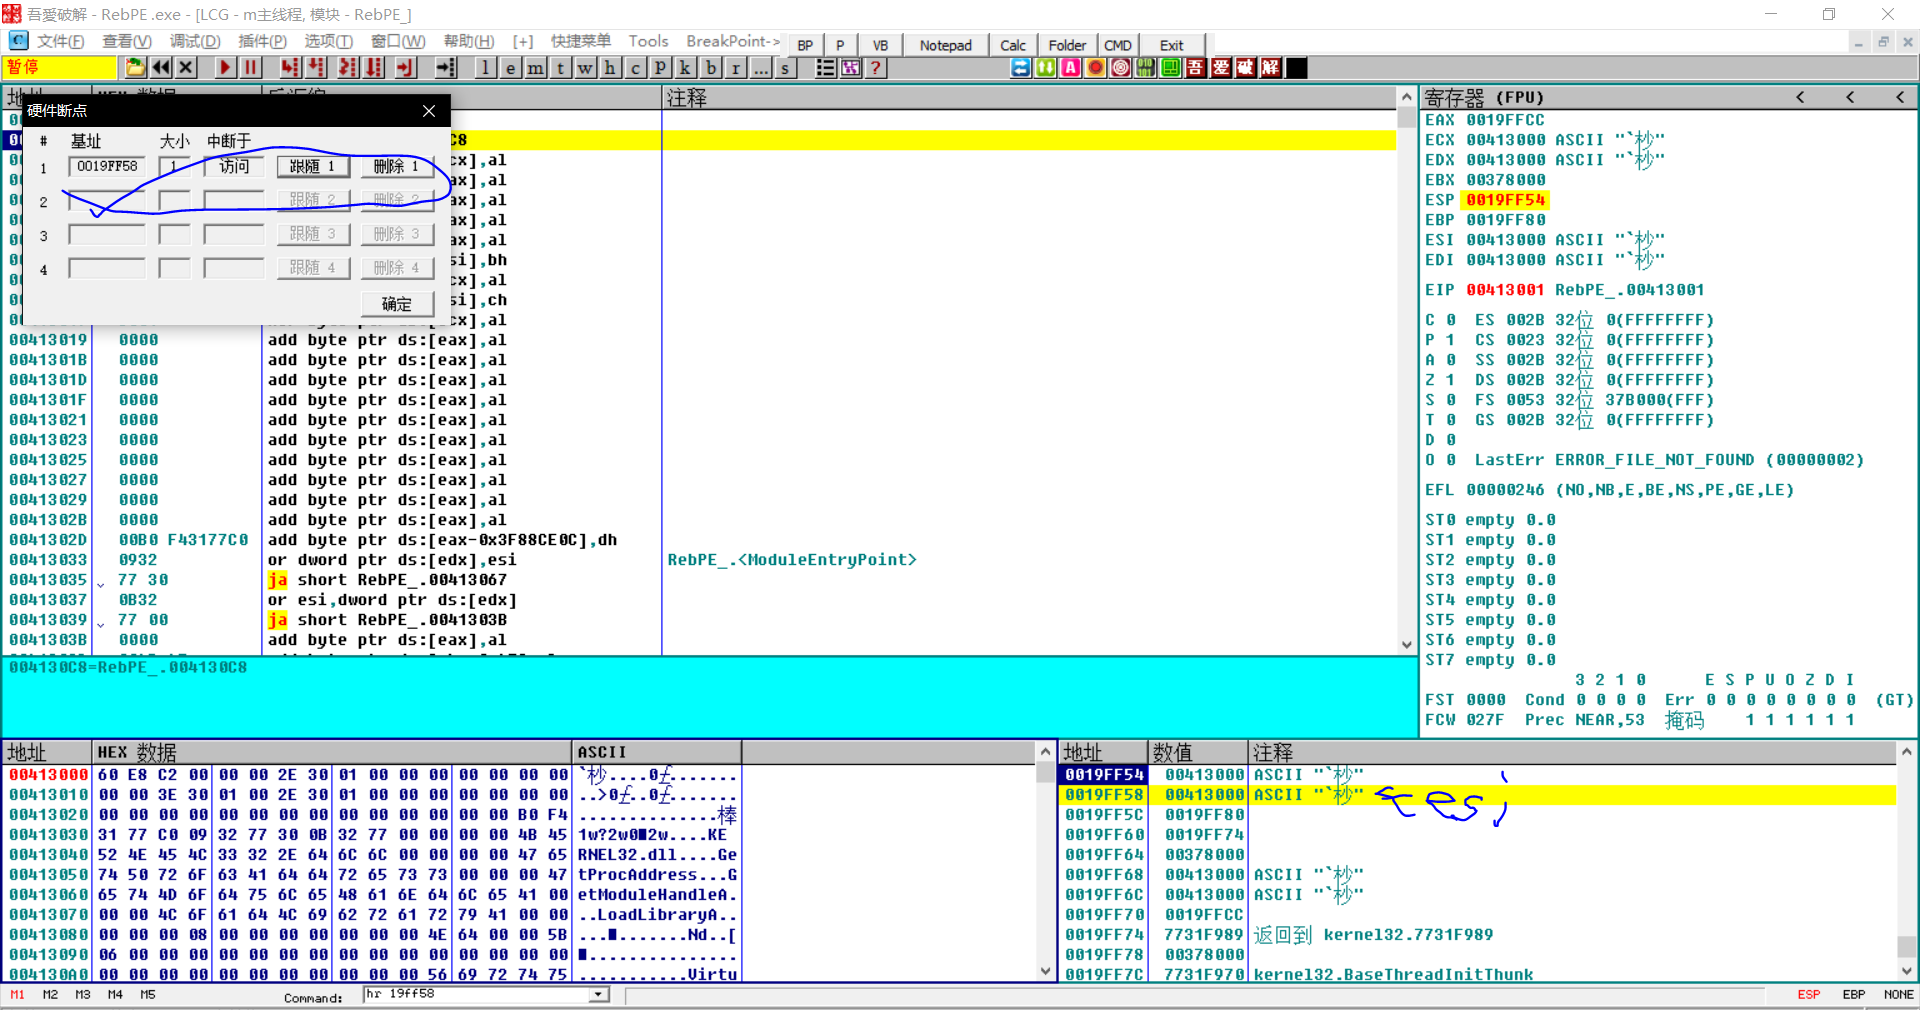 吾爱破解 - RebPE.exe - [LCG - m主线程, 模块 - RebPE_]
C 文件(F) 查看(V) 调试(D) 插件(P) 选项(T) 窗口(W) 帮助(H) [+] 快捷菜单 Tools BreakPoint-> BP P VB Notepad Calc Folder CMD Exit
暂停 l e m t w h c p k b r ... s ? A 吾 爱 破 解
注释
硬件断点
# 基址 大小 中断于
1 0019FF58 1 访问 跟随 1 删除 1
2 跟随 2 删除 2
3 跟随 3 删除 3
4 跟随 4 删除 4
确定
C8
cx],al
ax],al
ax],al
ax],al
ax],al
si],bh
cx],al
si],ch
cx],al
00413019 0000 add byte ptr ds:[eax],al
0041301B 0000 add byte ptr ds:[eax],al
0041301D 0000 add byte ptr ds:[eax],al
0041301F 0000 add byte ptr ds:[eax],al
00413021 0000 add byte ptr ds:[eax],al
00413023 0000 add byte ptr ds:[eax],al
00413025 0000 add byte ptr ds:[eax],al
00413027 0000 add byte ptr ds:[eax],al
00413029 0000 add byte ptr ds:[eax],al
0041302B 0000 add byte ptr ds:[eax],al
0041302D 00B0 F43177C0 add byte ptr ds:[eax-0x3F88CE0C],dh
00413033 0932 or dword ptr ds:[edx],esi RebPE_.<ModuleEntryPoint>
00413035 77 30 ja short RebPE_.00413067
00413037 0B32 or esi,dword ptr ds:[edx]
00413039 77 00 ja short RebPE_.0041303B
0041303B 0000 add byte ptr ds:[eax],al
004130C8=RebPE_.004130C8
寄存器 (FPU) < < <
EAX 0019FFCC
ECX 00413000 ASCII "`杪"
EDX 00413000 ASCII "`杪"
EBX 00378000
ESP 0019FF54
EBP 0019FF80
ESI 00413000 ASCII "`杪"
EDI 00413000 ASCII "`杪"
EIP 00413001 RebPE_.00413001
C 0 ES 002B 32位 0(FFFFFFFF)
P 1 CS 0023 32位 0(FFFFFFFF)
A 0 SS 002B 32位 0(FFFFFFFF)
Z 1 DS 002B 32位 0(FFFFFFFF)
S 0 FS 0053 32位 37B000(FFF)
T 0 GS 002B 32位 0(FFFFFFFF)
D 0
O 0 LastErr ERROR_FILE_NOT_FOUND (00000002)
EFL 00000246 (NO,NB,E,BE,NS,PE,GE,LE)
ST0 empty 0.0
ST1 empty 0.0
ST2 empty 0.0
ST3 empty 0.0
ST4 empty 0.0
ST5 empty 0.0
ST6 empty 0.0
ST7 empty 0.0
3 2 1 0 E S P U O Z D I
FST 0000 Cond 0 0 0 0 Err 0 0 0 0 0 0 0 0 (GT)
FCW 027F Prec NEAR,53 掩码 1 1 1 1 1 1
地址 HEX 数据 ASCII
00413000 60 E8 C2 00 00 00 2E 30 01 00 00 00 00 00 00 00 `杪....0£.......
00413010 00 00 3E 30 01 00 2E 30 01 00 00 00 00 00 00 00 ..>0£..0£.......
00413020 00 00 00 00 00 00 00 00 00 00 00 00 00 00 B0 F4 ..............棒
00413030 31 77 C0 09 32 77 30 0B 32 77 00 00 00 00 4B 45 1w?2w0■2w....KE
00413040 52 4E 45 4C 33 32 2E 64 6C 6C 00 00 00 00 47 65 RNEL32.dll....Ge
00413050 74 50 72 6F 63 41 64 64 72 65 73 73 00 00 00 47 tProcAddress...G
00413060 65 74 4D 6F 64 75 6C 65 48 61 6E 64 6C 65 41 00 etModuleHandleA.
00413070 00 00 4C 6F 61 64 4C 69 62 72 61 72 79 41 00 00 ..LoadLibraryA..
00413080 00 00 00 08 00 00 00 00 00 00 00 4E 64 00 00 5B ...■.......Nd..[
00413090 06 00 00 00 00 00 00 00 00 00 00 00 00 00 00 00 ■...............
004130A0 00 00 00 00 00 00 00 00 00 00 00 56 69 72 74 75 ...........Virtu
地址 数值 注释
0019FF54 00413000 ASCII "`杪"
0019FF58 00413000 ASCII "`杪" esi
0019FF5C 0019FF80
0019FF60 0019FF74
0019FF64 00378000
0019FF68 00413000 ASCII "`杪"
0019FF6C 00413000 ASCII "`杪"
0019FF70 0019FFCC
0019FF74 7731F989 返回到 kernel32.7731F989
0019FF78 00378000
0019FF7C 7731F970 kernel32.BaseThreadInitThunk
M1 M2 M3 M4 M5 Command: hr 19ff58 ESP EBP NONE